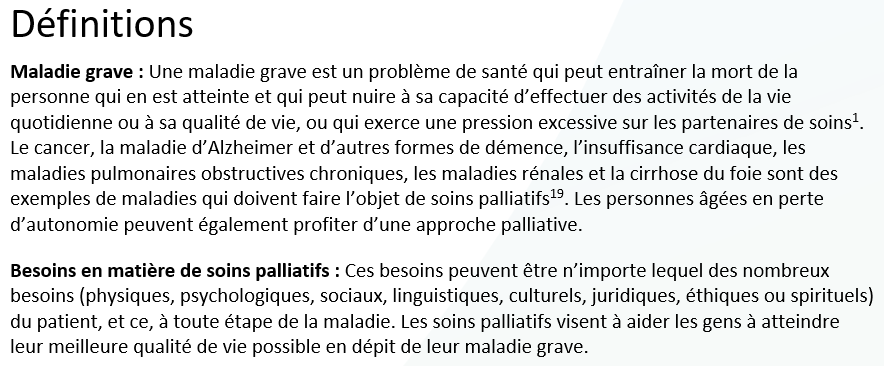 Définitions
Maladie grave : Une maladie grave est un problème de santé qui peut entraîner la mort de la
personne qui en est atteinte et qui peut nuire à sa capacité d’effectuer des activités de la vie
quotidienne ou à sa qualité de vie, ou qui exerce une pression excessive sur les partenaires de soins¹.
Le cancer, la maladie d’Alzheimer et d’autres formes de démence, l’insuffisance cardiaque, les
maladies pulmonaires obstructives chroniques, les maladies rénales et la cirrhose du foie sont des
exemples de maladies qui doivent faire l’objet de soins palliatifs¹⁹. Les personnes âgées en perte
d’autonomie peuvent également profiter d’une approche palliative.
Besoins en matière de soins palliatifs : Ces besoins peuvent être n’importe lequel des nombreux
besoins (physiques, psychologiques, sociaux, linguistiques, culturels, juridiques, éthiques ou spirituels)
du patient, et ce, à toute étape de la maladie. Les soins palliatifs visent à aider les gens à atteindre
leur meilleure qualité de vie possible en dépit de leur maladie grave.